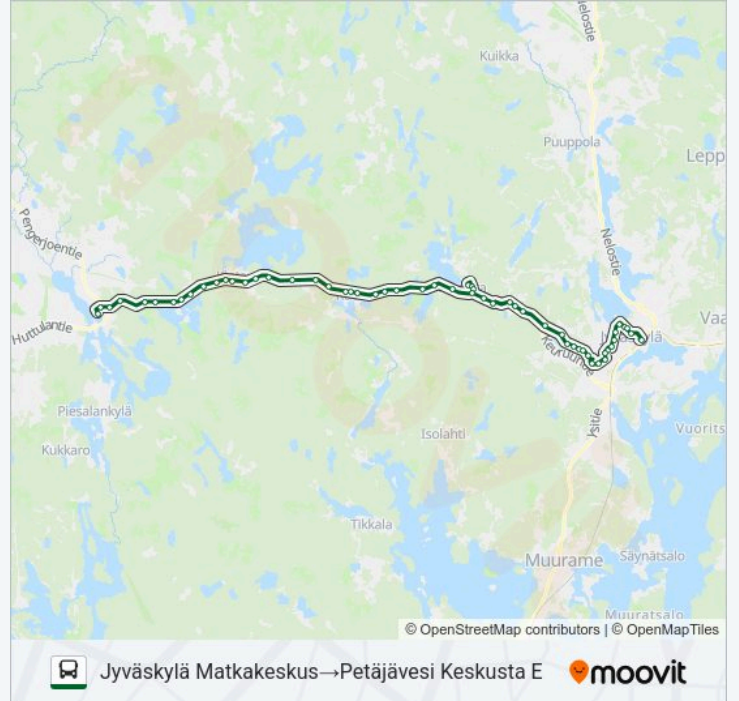 Nelostie
Kuikka
Puuppola
Lepp
Pengerjoentie
Nelostie
Huttulantie
Vaa
Keuruuntie
Piesalankylä
Ysitie
Vuorits
Isolahti
Kukkaro
Tikkala
Muurame
Säynätsalo
Muuratsalo
© OpenStreetMap contributors | © OpenMapTiles
Jyväskylä Matkakeskus→Petäjävesi Keskusta E
moovit